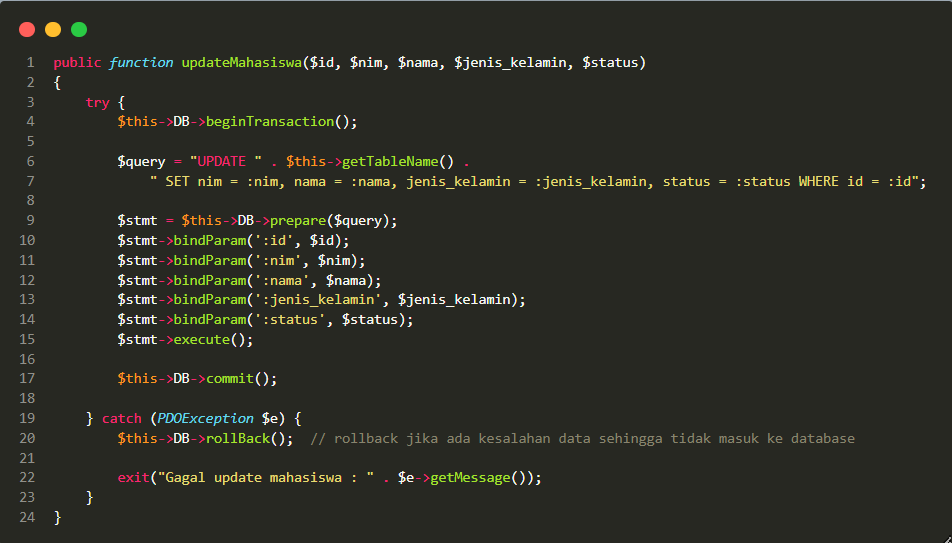 1 public function updateMahasiswa($id, $nim, $nama, $jenis_kelamin, $status)
2 {
3     try {
4         $this->DB->beginTransaction();
5
6         $query = "UPDATE " . $this->getTableName() .
7             " SET nim = :nim, nama = :nama, jenis_kelamin = :jenis_kelamin, status = :status WHERE id = :id";
8
9         $stmt = $this->DB->prepare($query);
10         $stmt->bindParam(':id', $id);
11         $stmt->bindParam(':nim', $nim);
12         $stmt->bindParam(':nama', $nama);
13         $stmt->bindParam(':jenis_kelamin', $jenis_kelamin);
14         $stmt->bindParam(':status', $status);
15         $stmt->execute();
16
17         $this->DB->commit();
18
19     } catch (PDOException $e) {
20         $this->DB->rollBack();  // rollback jika ada kesalahan data sehingga tidak masuk ke database
21
22         exit("Gagal update mahasiswa : " . $e->getMessage());
23     }
24 }